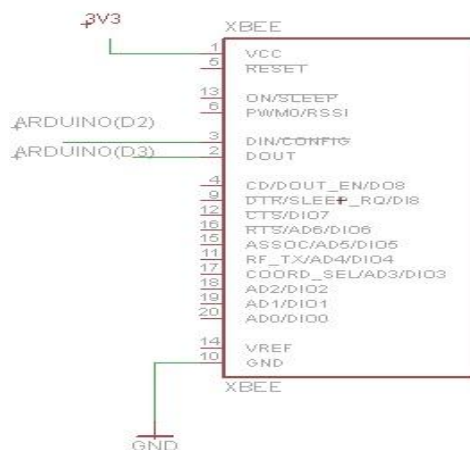 3V3
XBEE
1 VCC
5 RESET
13 ON/SLEEP
6 PWM0/RSSI
ARDUINO(D2)
3 DIN/CONFIG
ARDUINO(D3)
2 DOUT
4 CD/DOUT_EN/DO8
9 DTR/SLEEP_RQ/DI8
12 CTS/DIO7
16 RTS/AD6/DIO6
15 ASSOC/AD5/DIO5
11 RF_TX/AD4/DIO4
17 COORD_SEL/AD3/DIO3
18 AD2/DIO2
19 AD1/DIO1
20 AD0/DIO0
14 VREF
10 GND
XBEE
GND